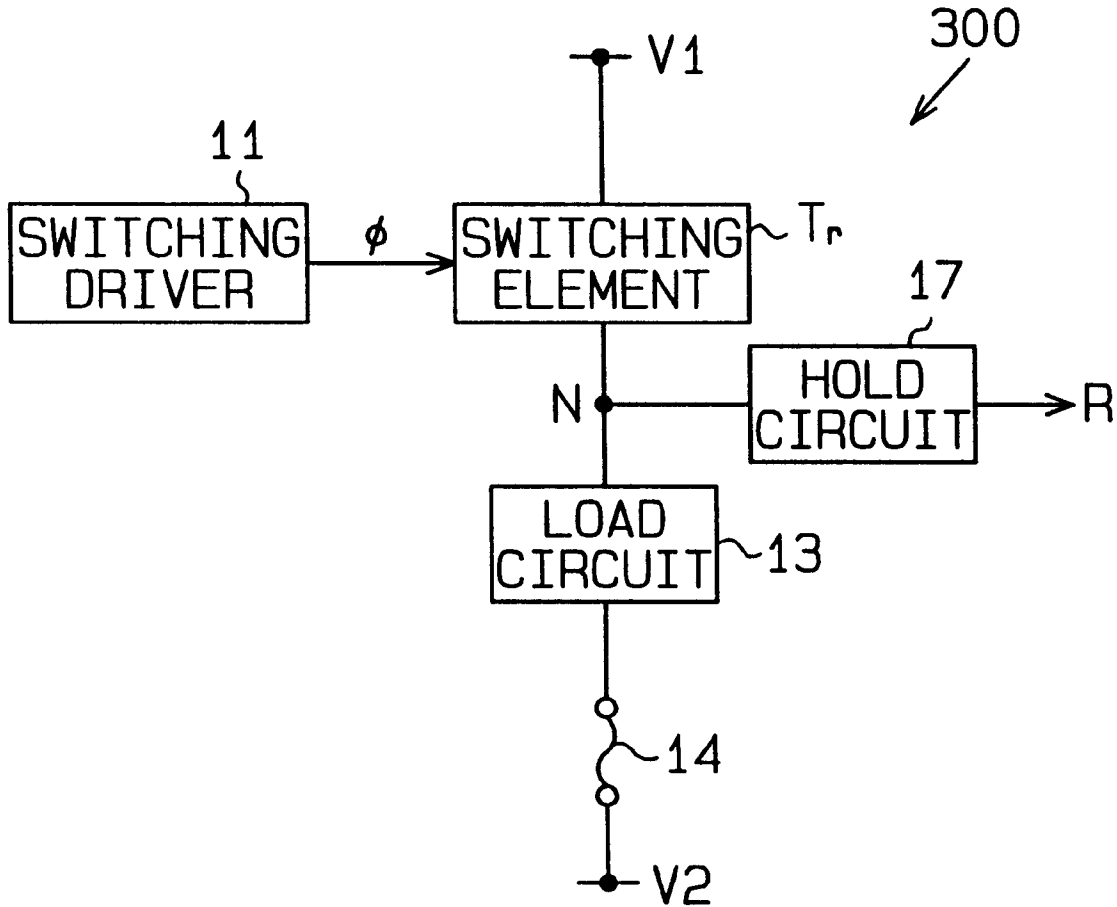 300
V1
11
SWITCHING
DRIVER
ϕ
SWITCHING
ELEMENT
Tr
17
HOLD
CIRCUIT
R
N
LOAD
CIRCUIT
13
14
V2